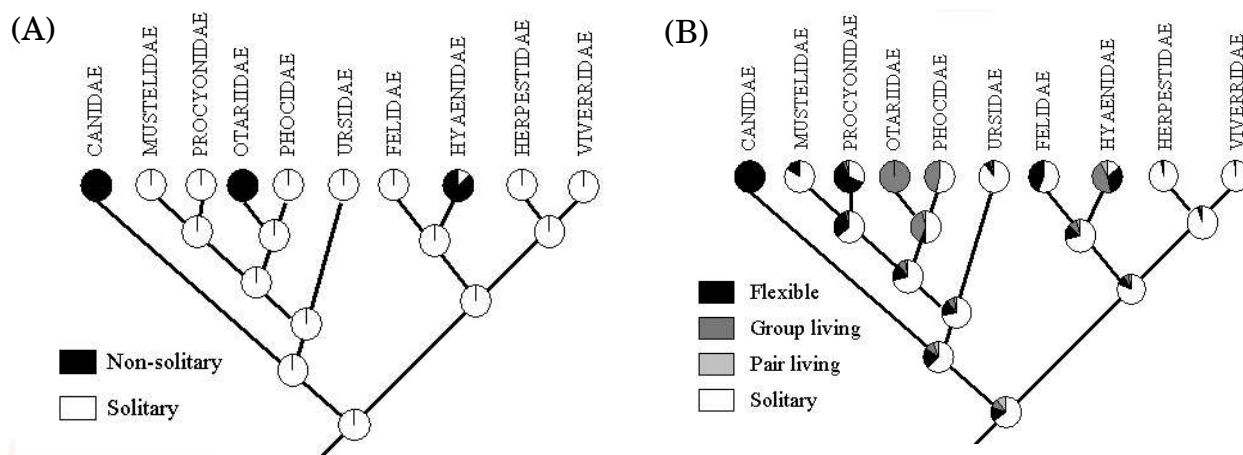 (A)
CANIDAE
MUSTELIDAE
PROCYONIDAE
OTARIIDAE
PHOCIDAE
URSIDAE
FELIDAE
HYAENIDAE
HERPESTIDAE
VIVERRIDAE
Non-solitary
Solitary
(B)
CANIDAE
MUSTELIDAE
PROCYONIDAE
OTARIIDAE
PHOCIDAE
URSIDAE
FELIDAE
HYAENIDAE
HERPESTIDAE
VIVERRIDAE
Flexible
Group living
Pair living
Solitary